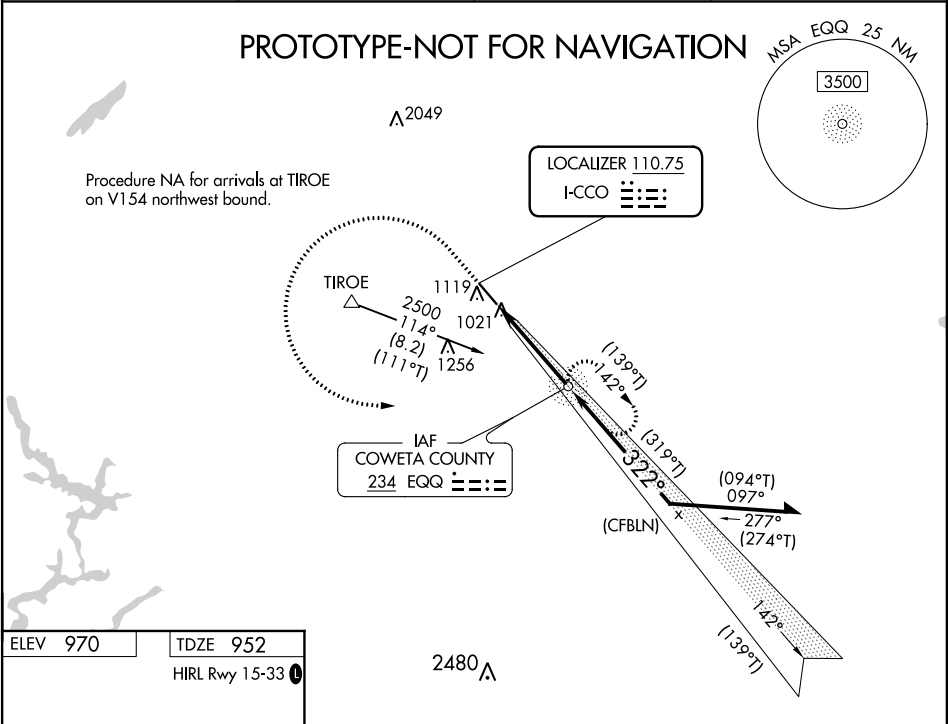 PROTOTYPE-NOT FOR NAVIGATION
MSA EQQ 25 NM
3500
2049
Procedure NA for arrivals at TIROE
on V154 northwest bound.
LOCALIZER 110.75
I-CCO
TIROE
2500
114°
(8.2)
(111°T)
1119
1021
1256
(139°T)
142°
IAF
COWETA COUNTY
234 EQQ
322°
(319°T)
(CFBLN)
(094°T)
097°
277°
(274°T)
142°
(139°T)
ELEV 970
TDZE 952
HIRL Rwy 15-33 L
2480